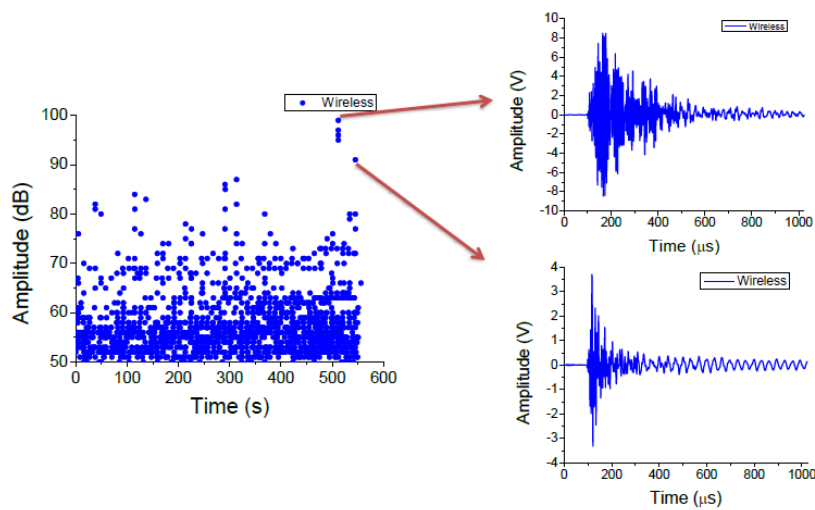 Wireless
100
90
80
70
60
50
0 100 200 300 400 500 600
Amplitude (dB)
Time (s)
Wireless
10
8
6
4
2
0
-2
-4
-6
-8
-10
0 200 400 600 800 1000
Amplitude (V)
Time (μs)
Wireless
4
3
2
1
0
-1
-2
-3
-4
0 200 400 600 800 1000
Amplitude (V)
Time (μs)